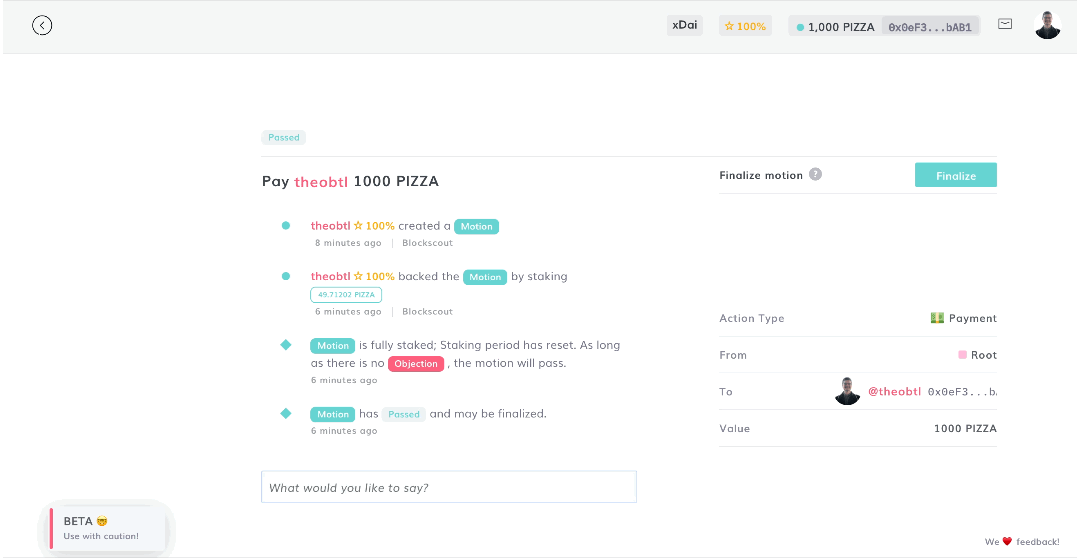 xDai ☆ 100% 1,000 PIZZA 0x0eF3...bAB1
Passed
Pay theobtl 1000 PIZZA
theobtl ☆ 100% created a Motion
8 minutes ago | Blockscout
theobtl ☆ 100% backed the Motion by staking
49.71202 PIZZA
6 minutes ago | Blockscout
Motion is fully staked; Staking period has reset. As long
as there is no Objection , the motion will pass.
6 minutes ago
Motion has Passed and may be finalized.
6 minutes ago
What would you like to say?
Finalize motion ? Finalize
Action Type 💵 Payment
From Root
To @theobtl 0x0eF3...b
Value 1000 PIZZA
BETA 🤓
Use with caution!
We ❤️ feedback!